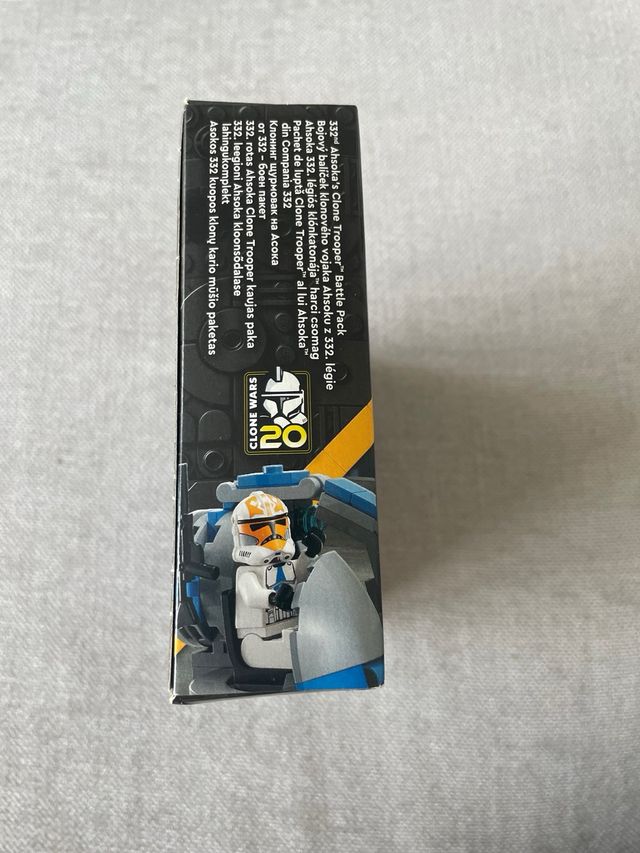 332nd Ahsoka's Clone Trooper™ Battle Pack
Bojový balíček klonového vojaka Ahsoku z 332. légie
Ahsoka 332. légiós klónkatonája™ harci csomag
Pachet de luptă Clone Trooper™ al lui Ahsoka™
din Compania 332
Клонинг щурмовак на Асока
от 332 – боен пакет
332. rotas Ahsoka Clone Trooper kaujas paka
332. leegioni Ahsoka kloonsõdalase
lahingukomplekt
Asokos 332 kuopos klonų kario mūšio paketas
CLONE WARS
20